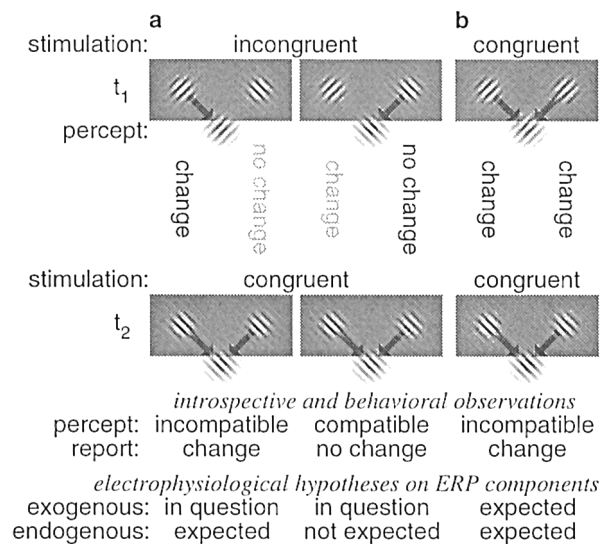 a b
stimulation: incongruent congruent
t1
percept:
change no change change no change change change
stimulation: congruent congruent
t2
introspective and behavioral observations
percept: incompatible compatible incompatible
report: change no change change
electrophysiological hypotheses on ERP components
exogenous: in question in question expected
endogenous: expected not expected expected